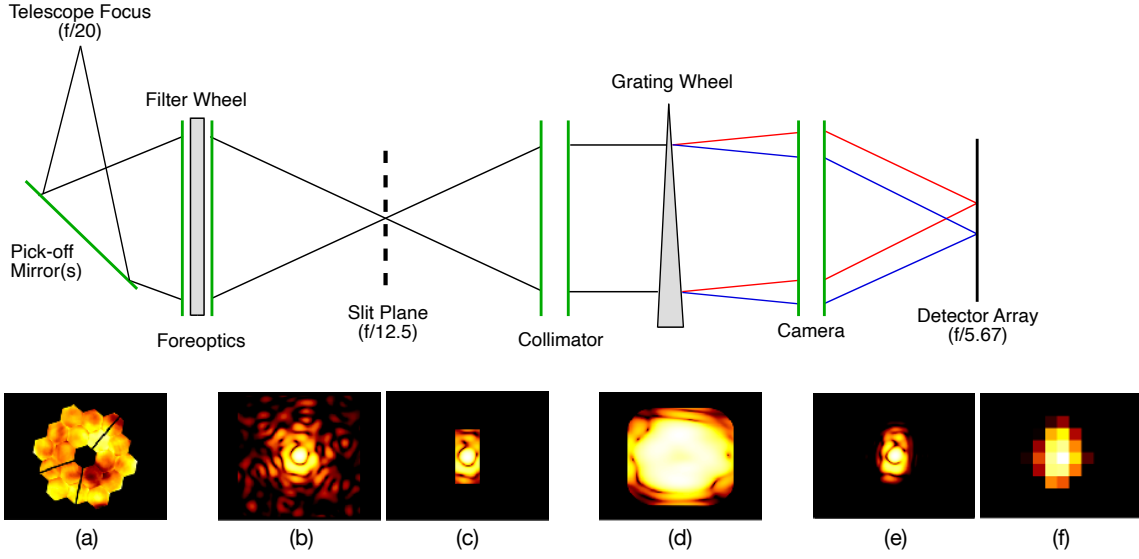 Telescope Focus
(f/20)
Filter Wheel
Grating Wheel
Pick-off
Mirror(s)
Foreoptics
Slit Plane
(f/12.5)
Collimator
Camera
Detector Array
(f/5.67)
(a)
(b)
(c)
(d)
(e)
(f)